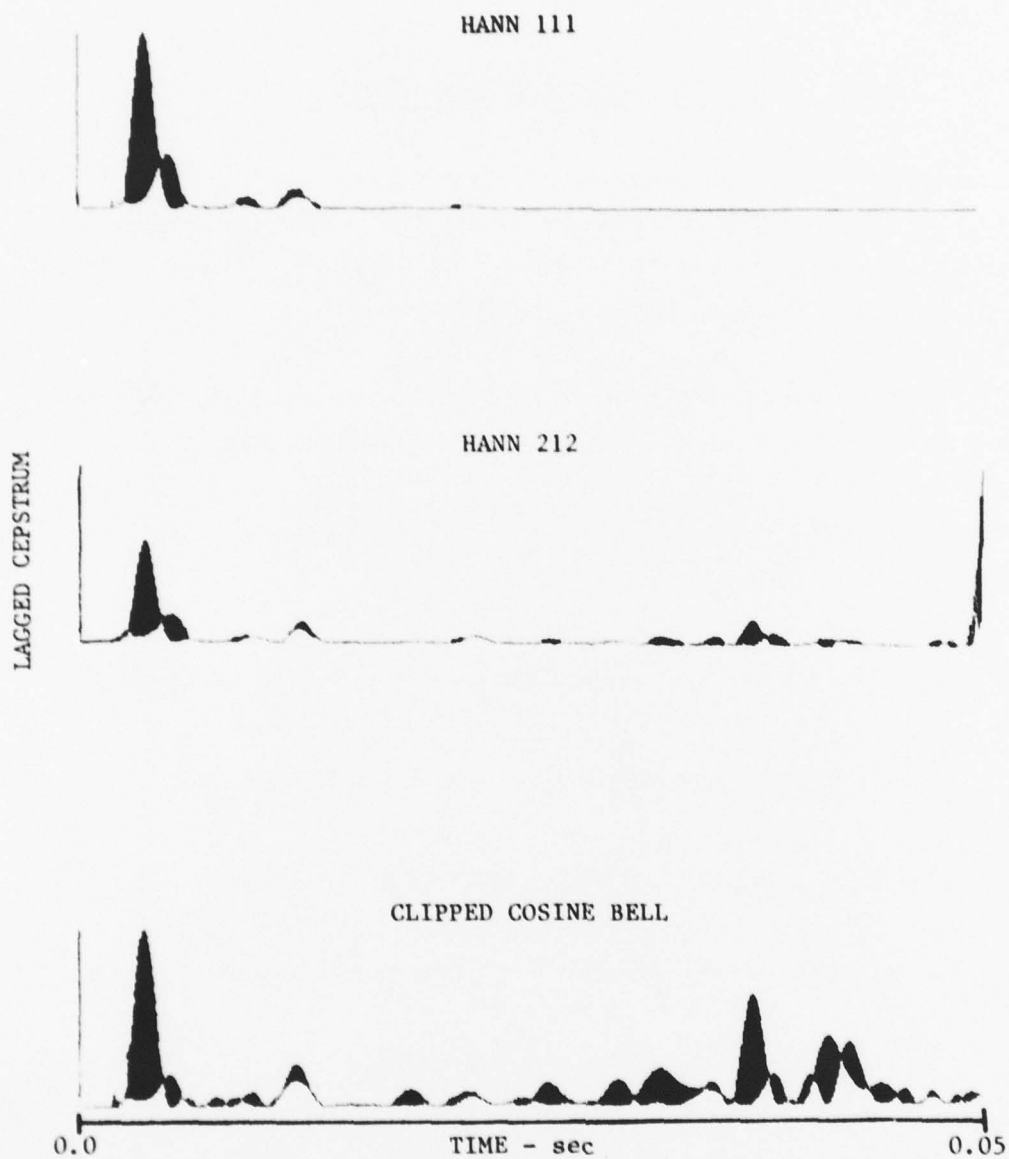 HANN 111
HANN 212
LAGGED CEPSTRUM
CLIPPED COSINE BELL
0.0
TIME - sec
0.05